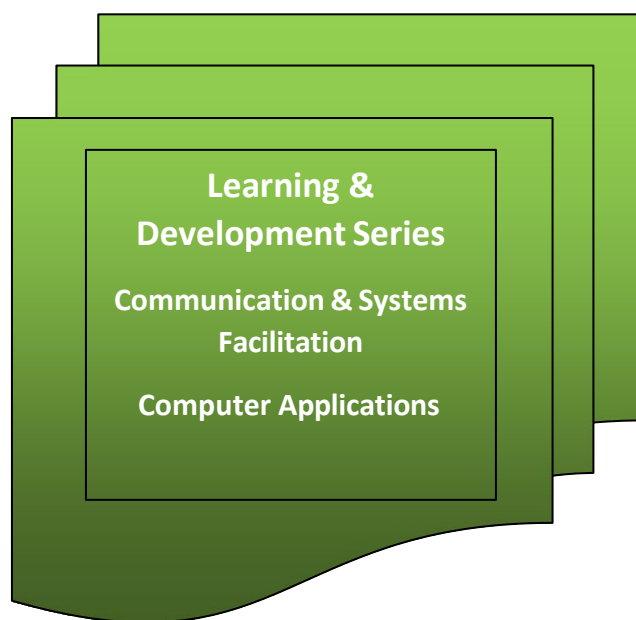 Learning &
Development Series
Communication & Systems
Facilitation
Computer Applications